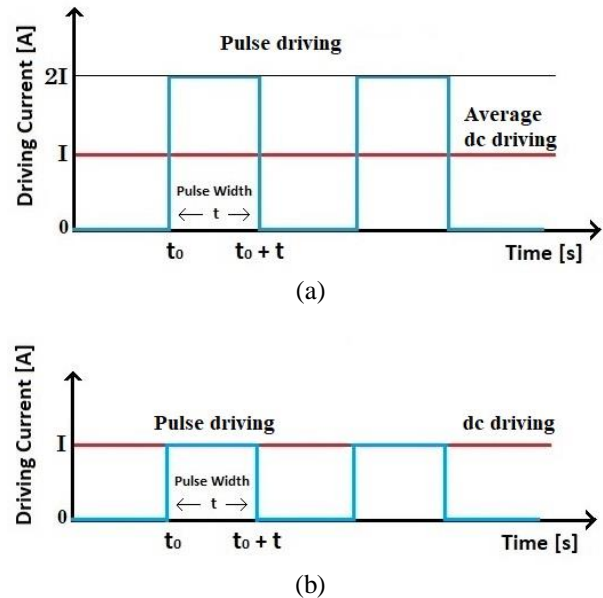 Driving Current [A]
Pulse driving
2I
Average
dc driving
I
Pulse Width
← t →
0
t₀
t₀ + t
Time [s]
(a)
Driving Current [A]
Pulse driving
dc driving
I
Pulse Width
← t →
0
t₀
t₀ + t
Time [s]
(b)